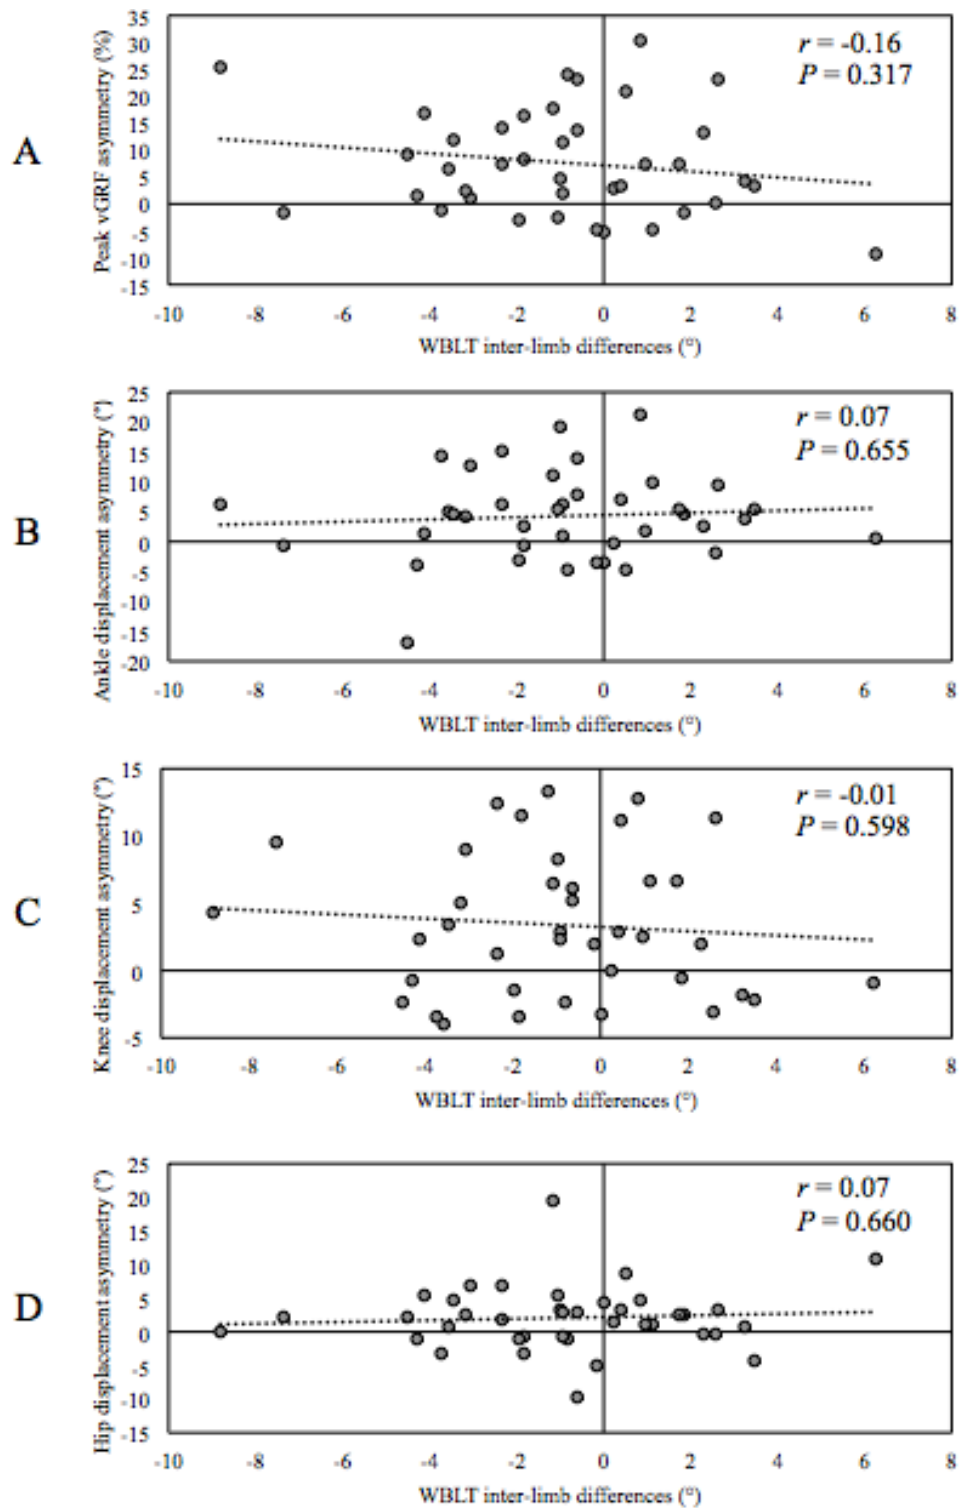 A
Peak vGRF asymmetry (%)
35
30
25
20
15
10
5
0
-5
-10
-15
r = -0.16
P = 0.317
-10 -8 -6 -4 -2 0 2 4 6 8
WBLT inter-limb differences (°)
B
Ankle displacement asymmetry (°)
25
20
15
10
5
0
-5
-10
-15
-20
r = 0.07
P = 0.655
-10 -8 -6 -4 -2 0 2 4 6 8
WBLT inter-limb differences (°)
C
Knee displacement asymmetry (°)
15
10
5
0
-5
r = -0.01
P = 0.598
-10 -8 -6 -4 -2 0 2 4 6 8
WBLT inter-limb differences (°)
D
Hip displacement asymmetry (°)
25
20
15
10
5
0
-5
-10
-15
r = 0.07
P = 0.660
-10 -8 -6 -4 -2 0 2 4 6 8
WBLT inter-limb differences (°)